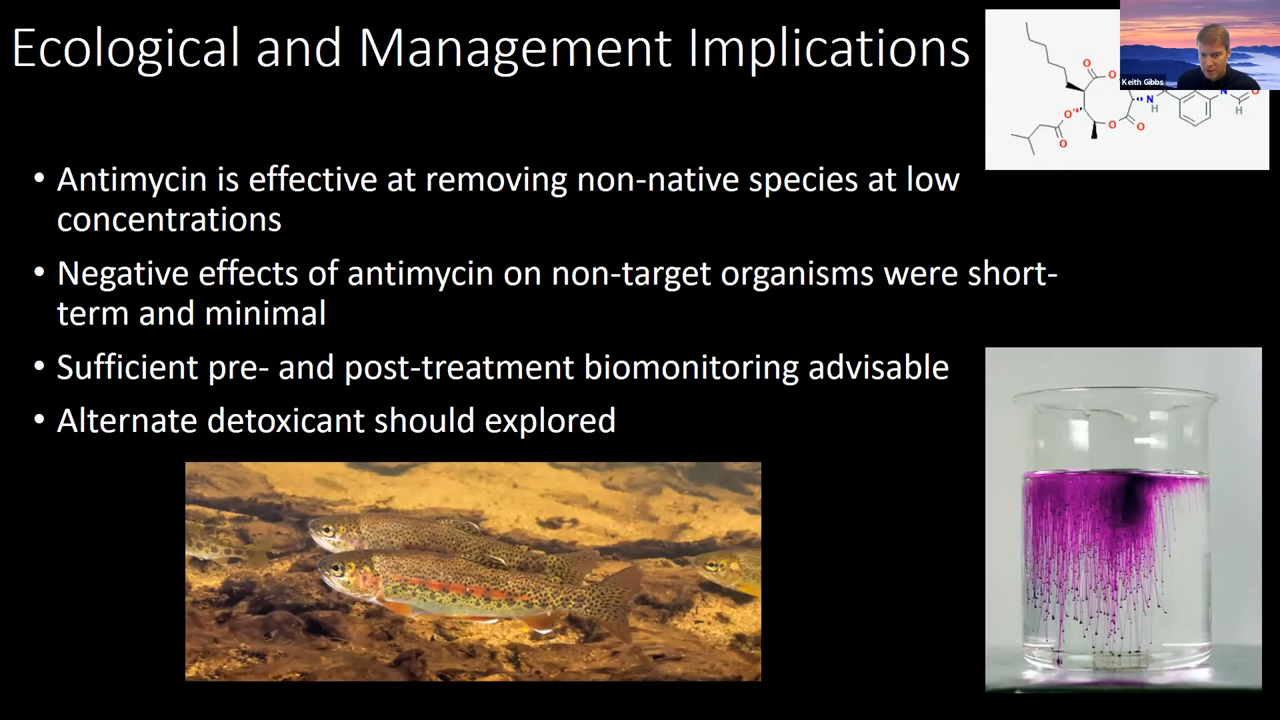 Ecological and Management Implications
Keith Gibbs
• Antimycin is effective at removing non-native species at low
concentrations
• Negative effects of antimycin on non-target organisms were short-
term and minimal
• Sufficient pre- and post-treatment biomonitoring advisable
• Alternate detoxicant should explored
O
O
O
O
O
O
N
H
N
H
O